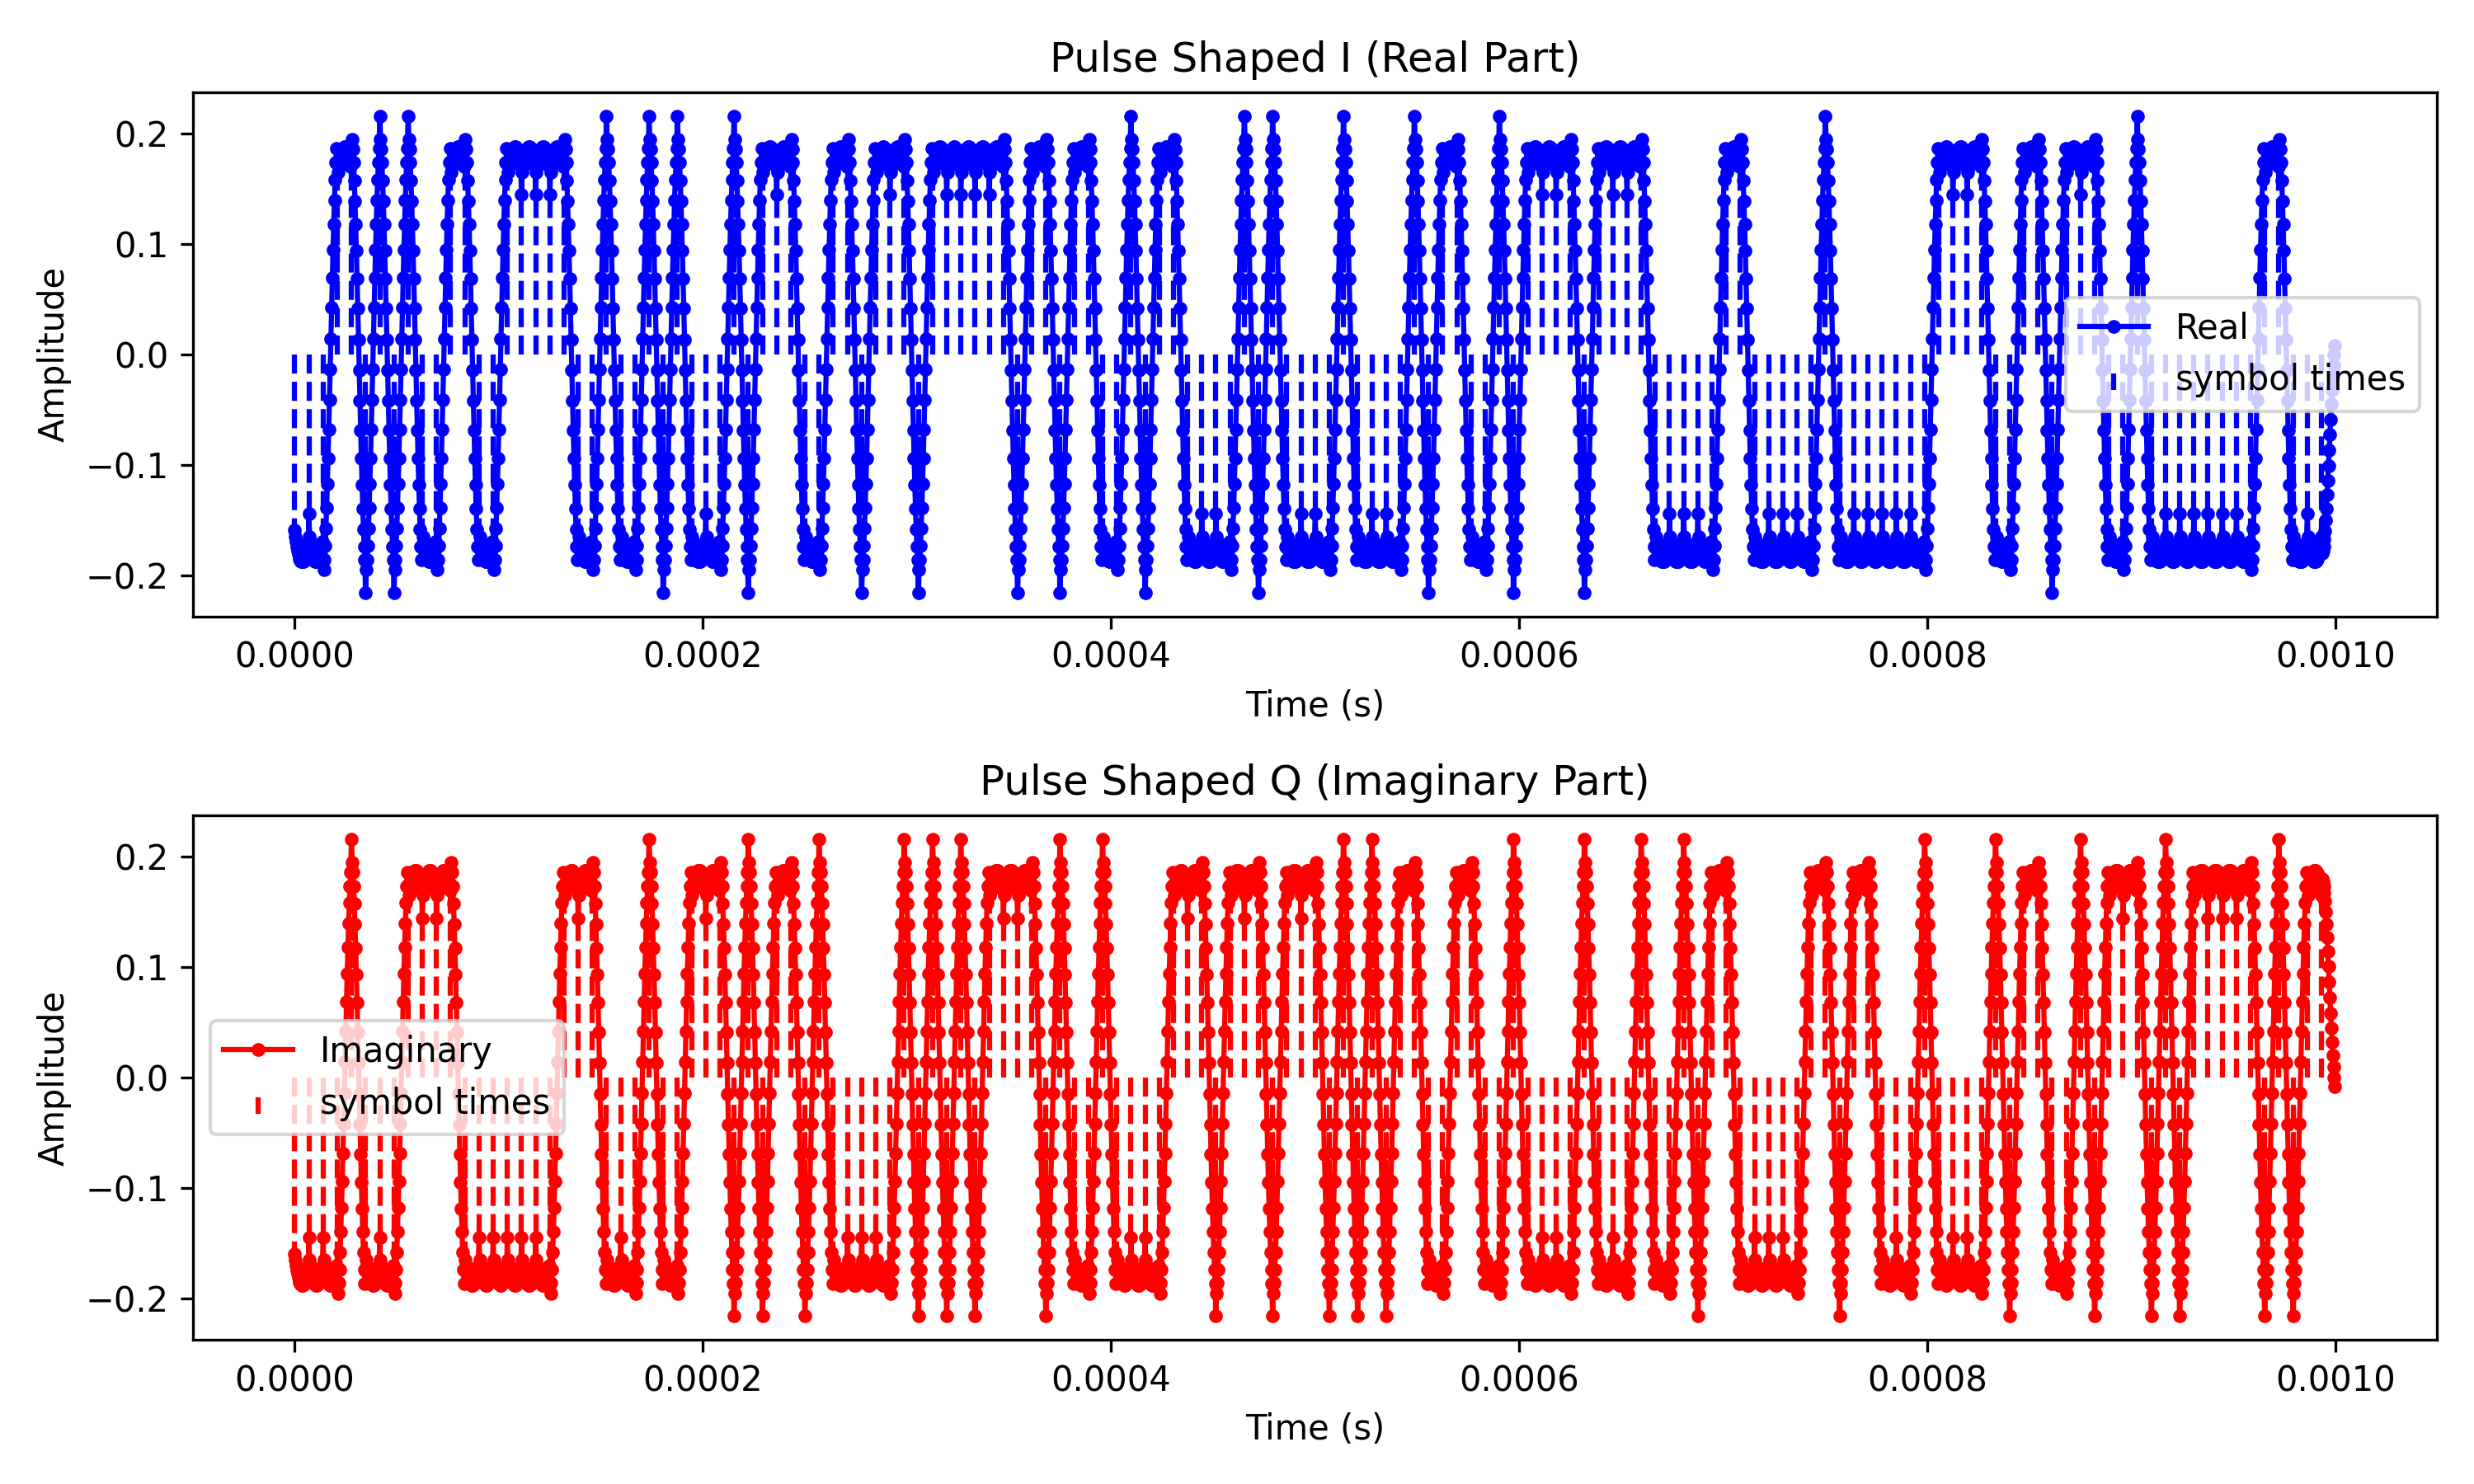 Pulse Shaped I (Real Part)
Amplitude
0.2
0.1
0.0
−0.1
−0.2
Real
symbol times
0.0000 0.0002 0.0004 0.0006 0.0008 0.0010
Time (s)
Pulse Shaped Q (Imaginary Part)
Amplitude
0.2
0.1
0.0
−0.1
−0.2
Imaginary
symbol times
0.0000 0.0002 0.0004 0.0006 0.0008 0.0010
Time (s)